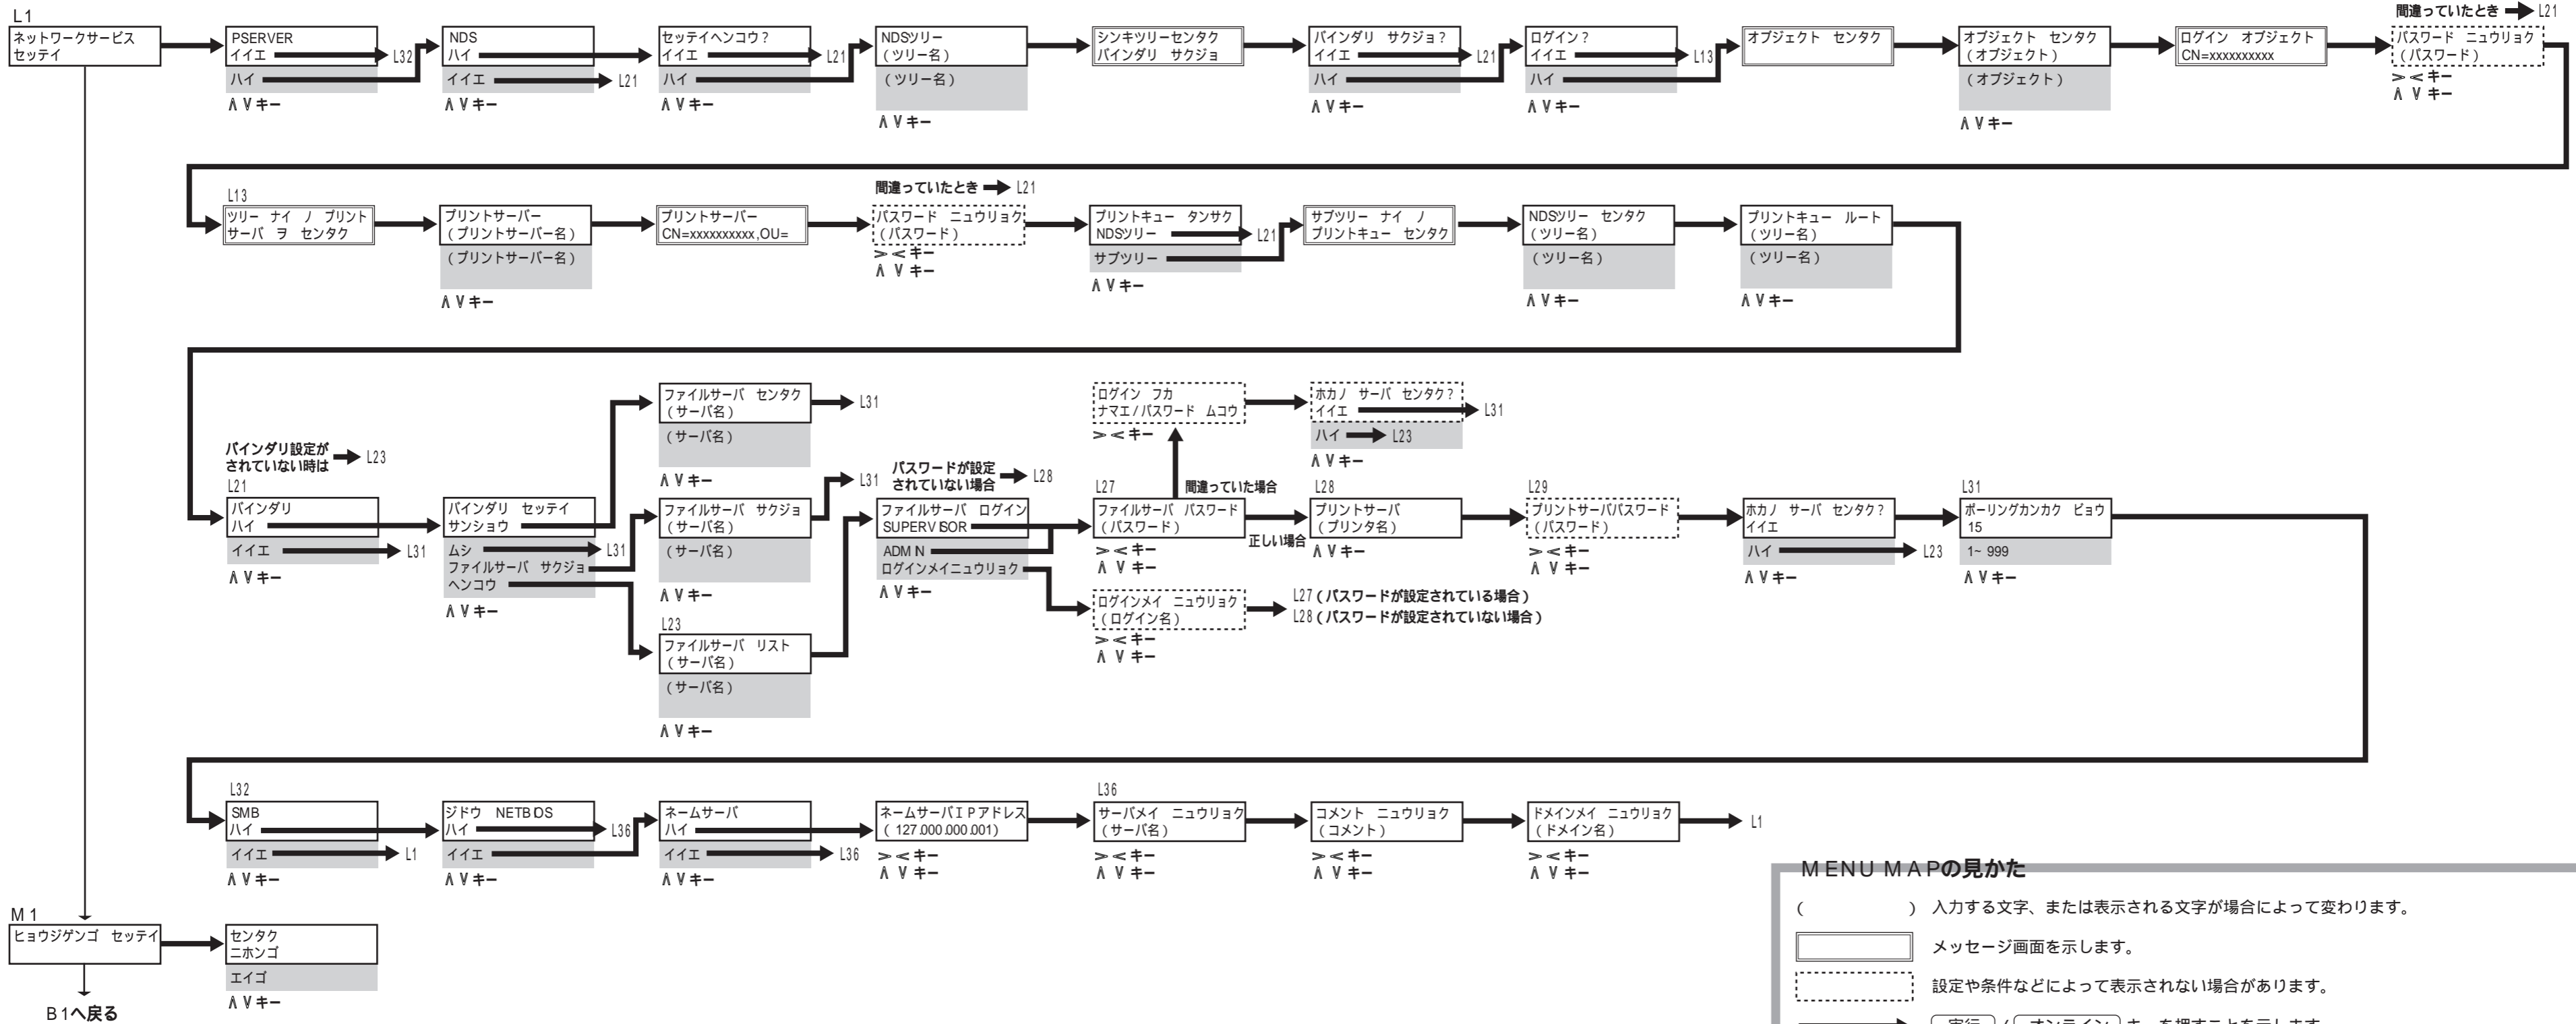 L1
ネットワークサービス
セッテイ
PSERVER
イイエ
L32
ハイ
∧ ∨ キー
NDS
ハイ
イイエ
L21
∧ ∨ キー
セッテイヘンコウ?
イイエ
L21
ハイ
∧ ∨ キー
NDSツリー
(ツリー名)
(ツリー名)
∧ ∨ キー
シンキツリーセンタク
バインダリ サクジョ
バインダリ サクジョ?
イイエ
L21
ハイ
∧ ∨ キー
ログイン?
イイエ
L13
ハイ
∧ ∨ キー
オブジェクト センタク
オブジェクト センタク
(オブジェクト)
(オブジェクト)
∧ ∨ キー
ログイン オブジェクト
CN=xxxxxxxxxx
間違っていたとき
L21
パスワード ニュウリョク
(パスワード)
> < キー
∧ ∨ キー
L13
ツリー ナイ ノ プリント
サーバ ヲ センタク
プリントサーバー
(プリントサーバー名)
(プリントサーバー名)
∧ ∨ キー
プリントサーバー
CN=xxxxxxxxxx,OU=
間違っていたとき
L21
パスワード ニュウリョク
(パスワード)
> < キー
∧ ∨ キー
プリントキュー タンサク
NDSツリー
L21
サブツリー
∧ ∨ キー
サブツリー ナイ ノ
プリントキュー センタク
NDSツリー センタク
(ツリー名)
(ツリー名)
∧ ∨ キー
プリントキュー ルート
(ツリー名)
(ツリー名)
∧ ∨ キー
バインダリ設定が
されていない時は
L23
L21
バインダリ
ハイ
イイエ
L31
∧ ∨ キー
バインダリ セッテイ
サンショウ
ムシ
L31
ファイルサーバ サクジョ
ヘンコウ
∧ ∨ キー
ファイルサーバ センタク
(サーバ名)
L31
(サーバ名)
∧ ∨ キー
ファイルサーバ サクジョ
(サーバ名)
L31
(サーバ名)
∧ ∨ キー
L23
ファイルサーバ リスト
(サーバ名)
(サーバ名)
∧ ∨ キー
パスワードが設定
されていない場合
L28
ファイルサーバ ログイン
SUPERVISOR
ADMIN
ログインメイニュウリョク
∧ ∨ キー
ログイン フカ
ナマエ/パスワード ムコウ
> < キー
ホカノ サーバ センタク?
イイエ
L31
ハイ
L23
∧ ∨ キー
L27
間違っていた場合
ファイルサーバ パスワード
(パスワード)
正しい場合
> < キー
∧ ∨ キー
ログインメイ ニュウリョク
(ログイン名)
> < キー
∧ ∨ キー
L27(パスワードが設定されている場合)
L28(パスワードが設定されていない場合)
L28
プリントサーバ
(プリンタ名)
∧ ∨ キー
L29
プリントサーバパスワード
(パスワード)
> < キー
∧ ∨ キー
ホカノ サーバ センタク?
イイエ
ハイ
L23
∧ ∨ キー
L31
ポーリングカンカク ビョウ
15
1~999
∧ ∨ キー
L32
SMB
ハイ
イイエ
L1
∧ ∨ キー
ジドウ NETBIOS
ハイ
L36
イイエ
∧ ∨ キー
ネームサーバ
ハイ
イイエ
L36
∧ ∨ キー
ネームサーバIPアドレス
(127.000.000.001)
> < キー
∧ ∨ キー
L36
サーバメイ ニュウリョク
(サーバ名)
> < キー
∧ ∨ キー
コメント ニュウリョク
(コメント)
> < キー
∧ ∨ キー
ドメインメイ ニュウリョク
(ドメイン名)
L1
> < キー
∧ ∨ キー
M1
ヒョウジゲンゴ セッテイ
センタク
ニホンゴ
エイゴ
∧ ∨ キー
B1へ戻る
MENU MAPの見かた
( ) 入力する文字、または表示される文字が場合によって変わります。
メッセージ画面を示します。
設定や条件などによって表示されない場合があります。
実行 ( オンライン ) キーを押すことを示します。